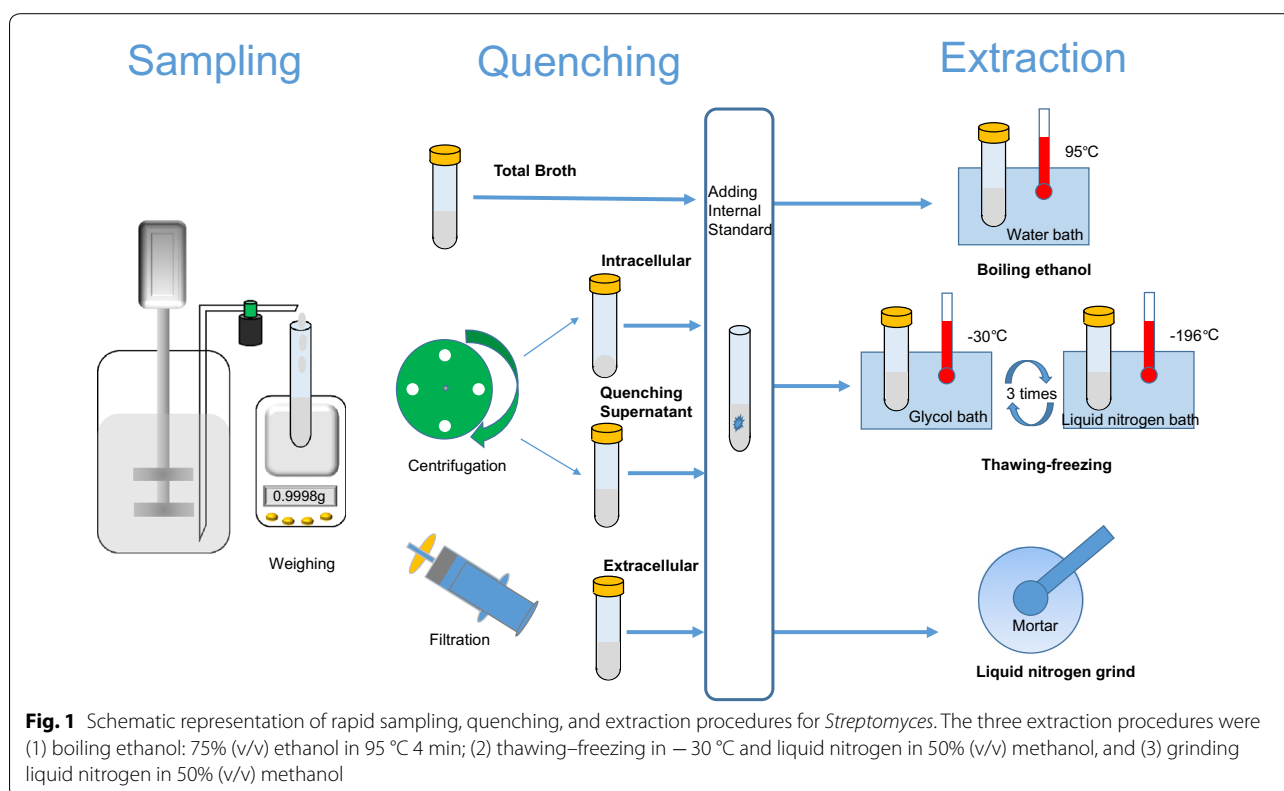 Sampling
Quenching
Extraction
0.9998g
Weighing
Total Broth
Intracellular
Quenching
Supernatant
Centrifugation
Extracellular
Filtration
Adding
Internal
Standard
95℃
Water bath
Boiling ethanol
-30℃
Glycol bath
3 times
-196℃
Liquid nitrogen bath
Thawing-freezing
Mortar
Liquid nitrogen grind
Fig. 1 Schematic representation of rapid sampling, quenching, and extraction procedures for Streptomyces. The three extraction procedures were
(1) boiling ethanol: 75% (v/v) ethanol in 95 °C 4 min; (2) thawing–freezing in − 30 °C and liquid nitrogen in 50% (v/v) methanol, and (3) grinding
liquid nitrogen in 50% (v/v) methanol